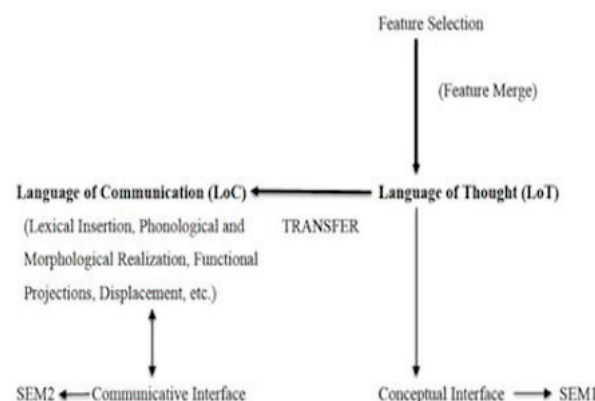 Feature Selection
(Feature Merge)
Language of Communication (LoC)
Language of Thought (LoT)
(Lexical Insertion, Phonological and
TRANSFER
Morphological Realization, Functional
Projections, Displacement, etc.)
SEM2
Communicative Interface
Conceptual Interface
SEM1